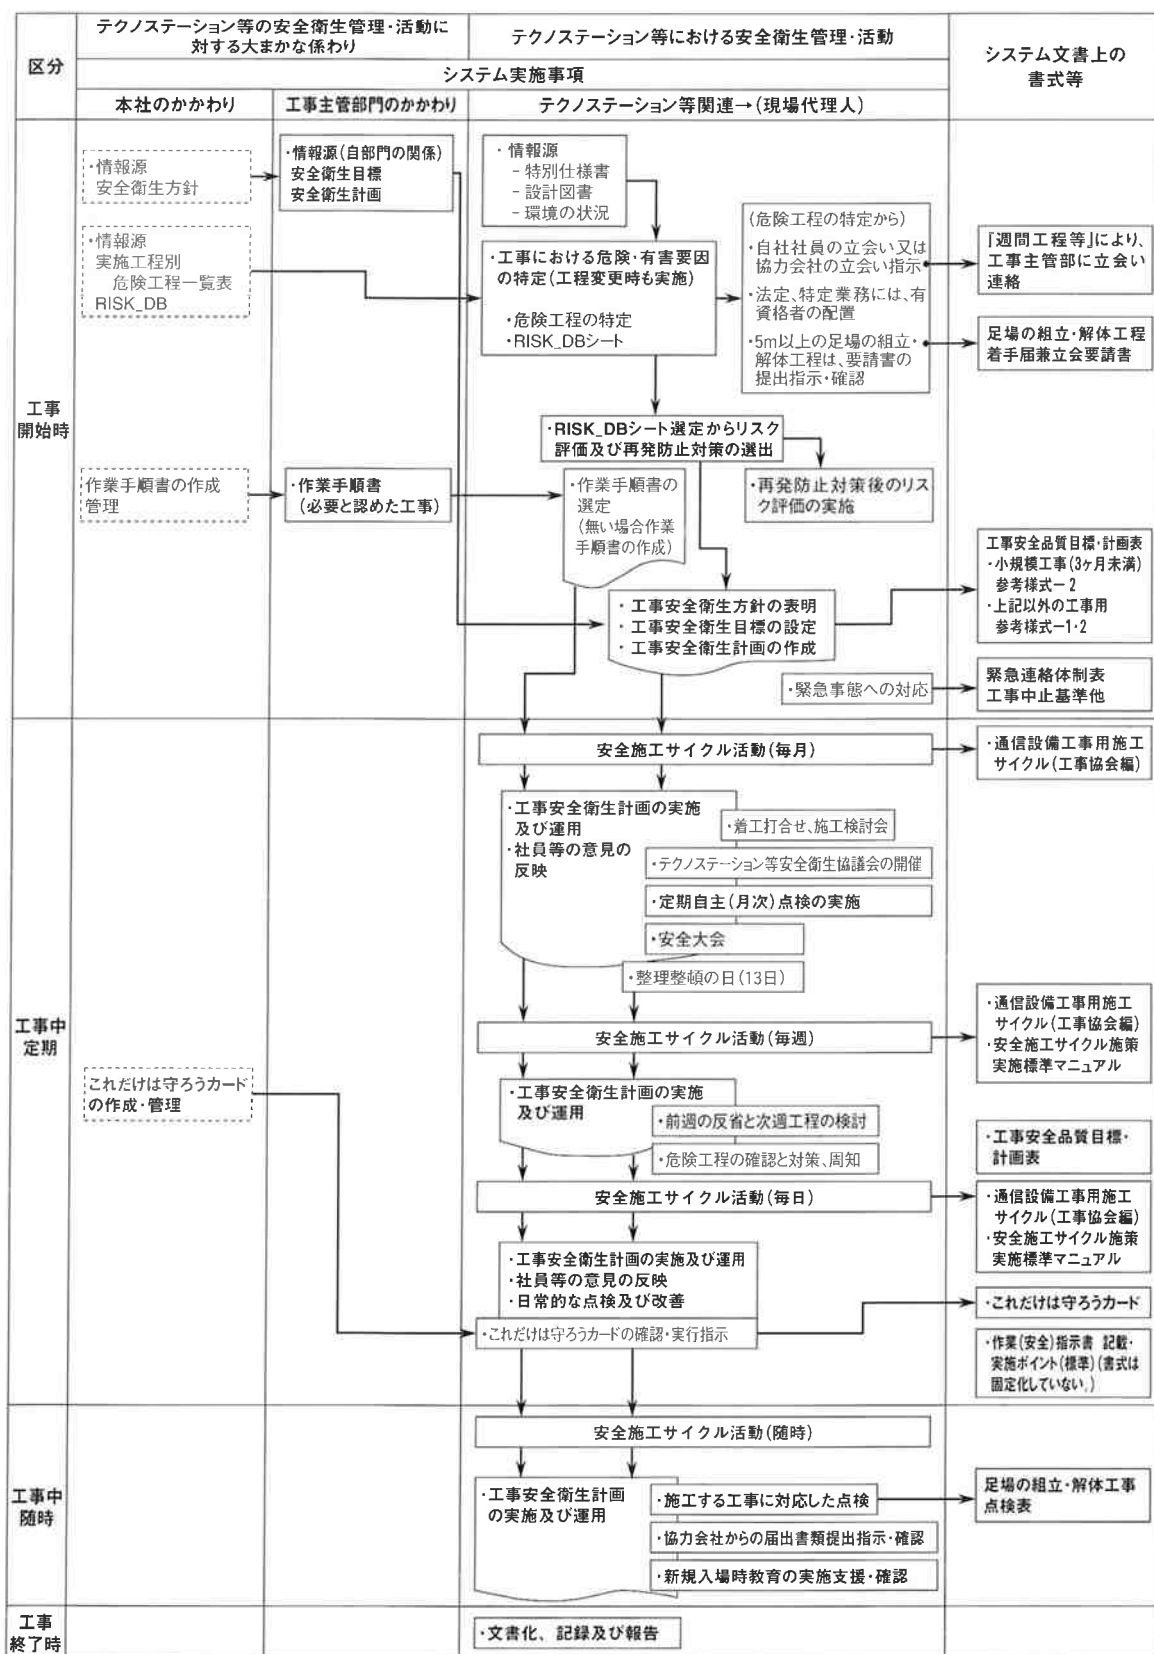 区分
テクノステーション等の安全衛生管理・活動に
対する大まかな係わり
テクノステーション等における安全衛生管理・活動
システム文書上の
書式等
システム実施事項
本社のかかわり
工事主管部門のかかわり
テクノステーション等関連→(現場代理人)
工事
開始時
・情報源
安全衛生方針
・情報源(自部門の関係)
安全衛生目標
安全衛生計画
・情報源
－特別仕様書
－設計図書
－環境の状況
・情報源
実施工程別
危険工程一覧表
RISK_DB
・工事における危険・有害要因
の特定(工程変更時も実施)
・危険工程の特定
・RISK_DBシート
(危険工程の特定から)
・自社社員の立会い又は
協力会社の立会い指示
・法定、特定業務には、有
資格者の配置
・5m以上の足場の組立・
解体工程は、要請書の
提出指示・確認
『週間工程等』により、
工事主管部に立会い
連絡
足場の組立・解体工程
着手届兼立会要請書
・RISK_DBシート選定からリスク
評価及び再発防止対策の選出
・再発防止対策後のリス
ク評価の実施
作業手順書の作成
管理
・作業手順書
(必要と認めた工事)
・作業手順書の
選定
(無い場合作業
手順書の作成)
・工事安全衛生方針の表明
・工事安全衛生目標の設定
・工事安全衛生計画の作成
工事安全品質目標・計画表
・小規模工事(3ヶ月未満)
参考様式－2
・上記以外の工事用
参考様式－1・2
・緊急事態への対応
緊急連絡体制表
工事中止基準他
工事中
定期
安全施工サイクル活動(毎月)
・通信設備工事用施工
サイクル(工事協会編)
・工事安全衛生計画の実施
及び運用
・社員等の意見の
反映
・着工打合せ、施工検討会
・テクノステーション等安全衛生協議会の開催
・定期自主(月次)点検の実施
・安全大会
・整理整頓の日(13日)
安全施工サイクル活動(毎週)
・通信設備工事用施工
サイクル(工事協会編)
・安全施工サイクル施策
実施標準マニュアル
これだけは守ろうカード
の作成・管理
・工事安全衛生計画の実施
及び運用
・前週の反省と次週工程の検討
・危険工程の確認と対策、周知
・工事安全品質目標・
計画表
安全施工サイクル活動(毎日)
・通信設備工事用施工
サイクル(工事協会編)
・安全施工サイクル施策
実施標準マニュアル
・工事安全衛生計画の実施及び運用
・社員等の意見の反映
・日常的な点検及び改善
・これだけは守ろうカードの確認・実行指示
・これだけは守ろうカード
・作業(安全)指示書 記載・
実施ポイント(標準)(書式は
固定化していない。)
工事中
随時
安全施工サイクル活動(随時)
・工事安全衛生計画
の実施及び運用
・施工する工事に対応した点検
・協力会社からの届出書類提出指示・確認
・新規入場時教育の実施支援・確認
足場の組立・解体工事
点検表
工事
終了時
・文書化、記録及び報告